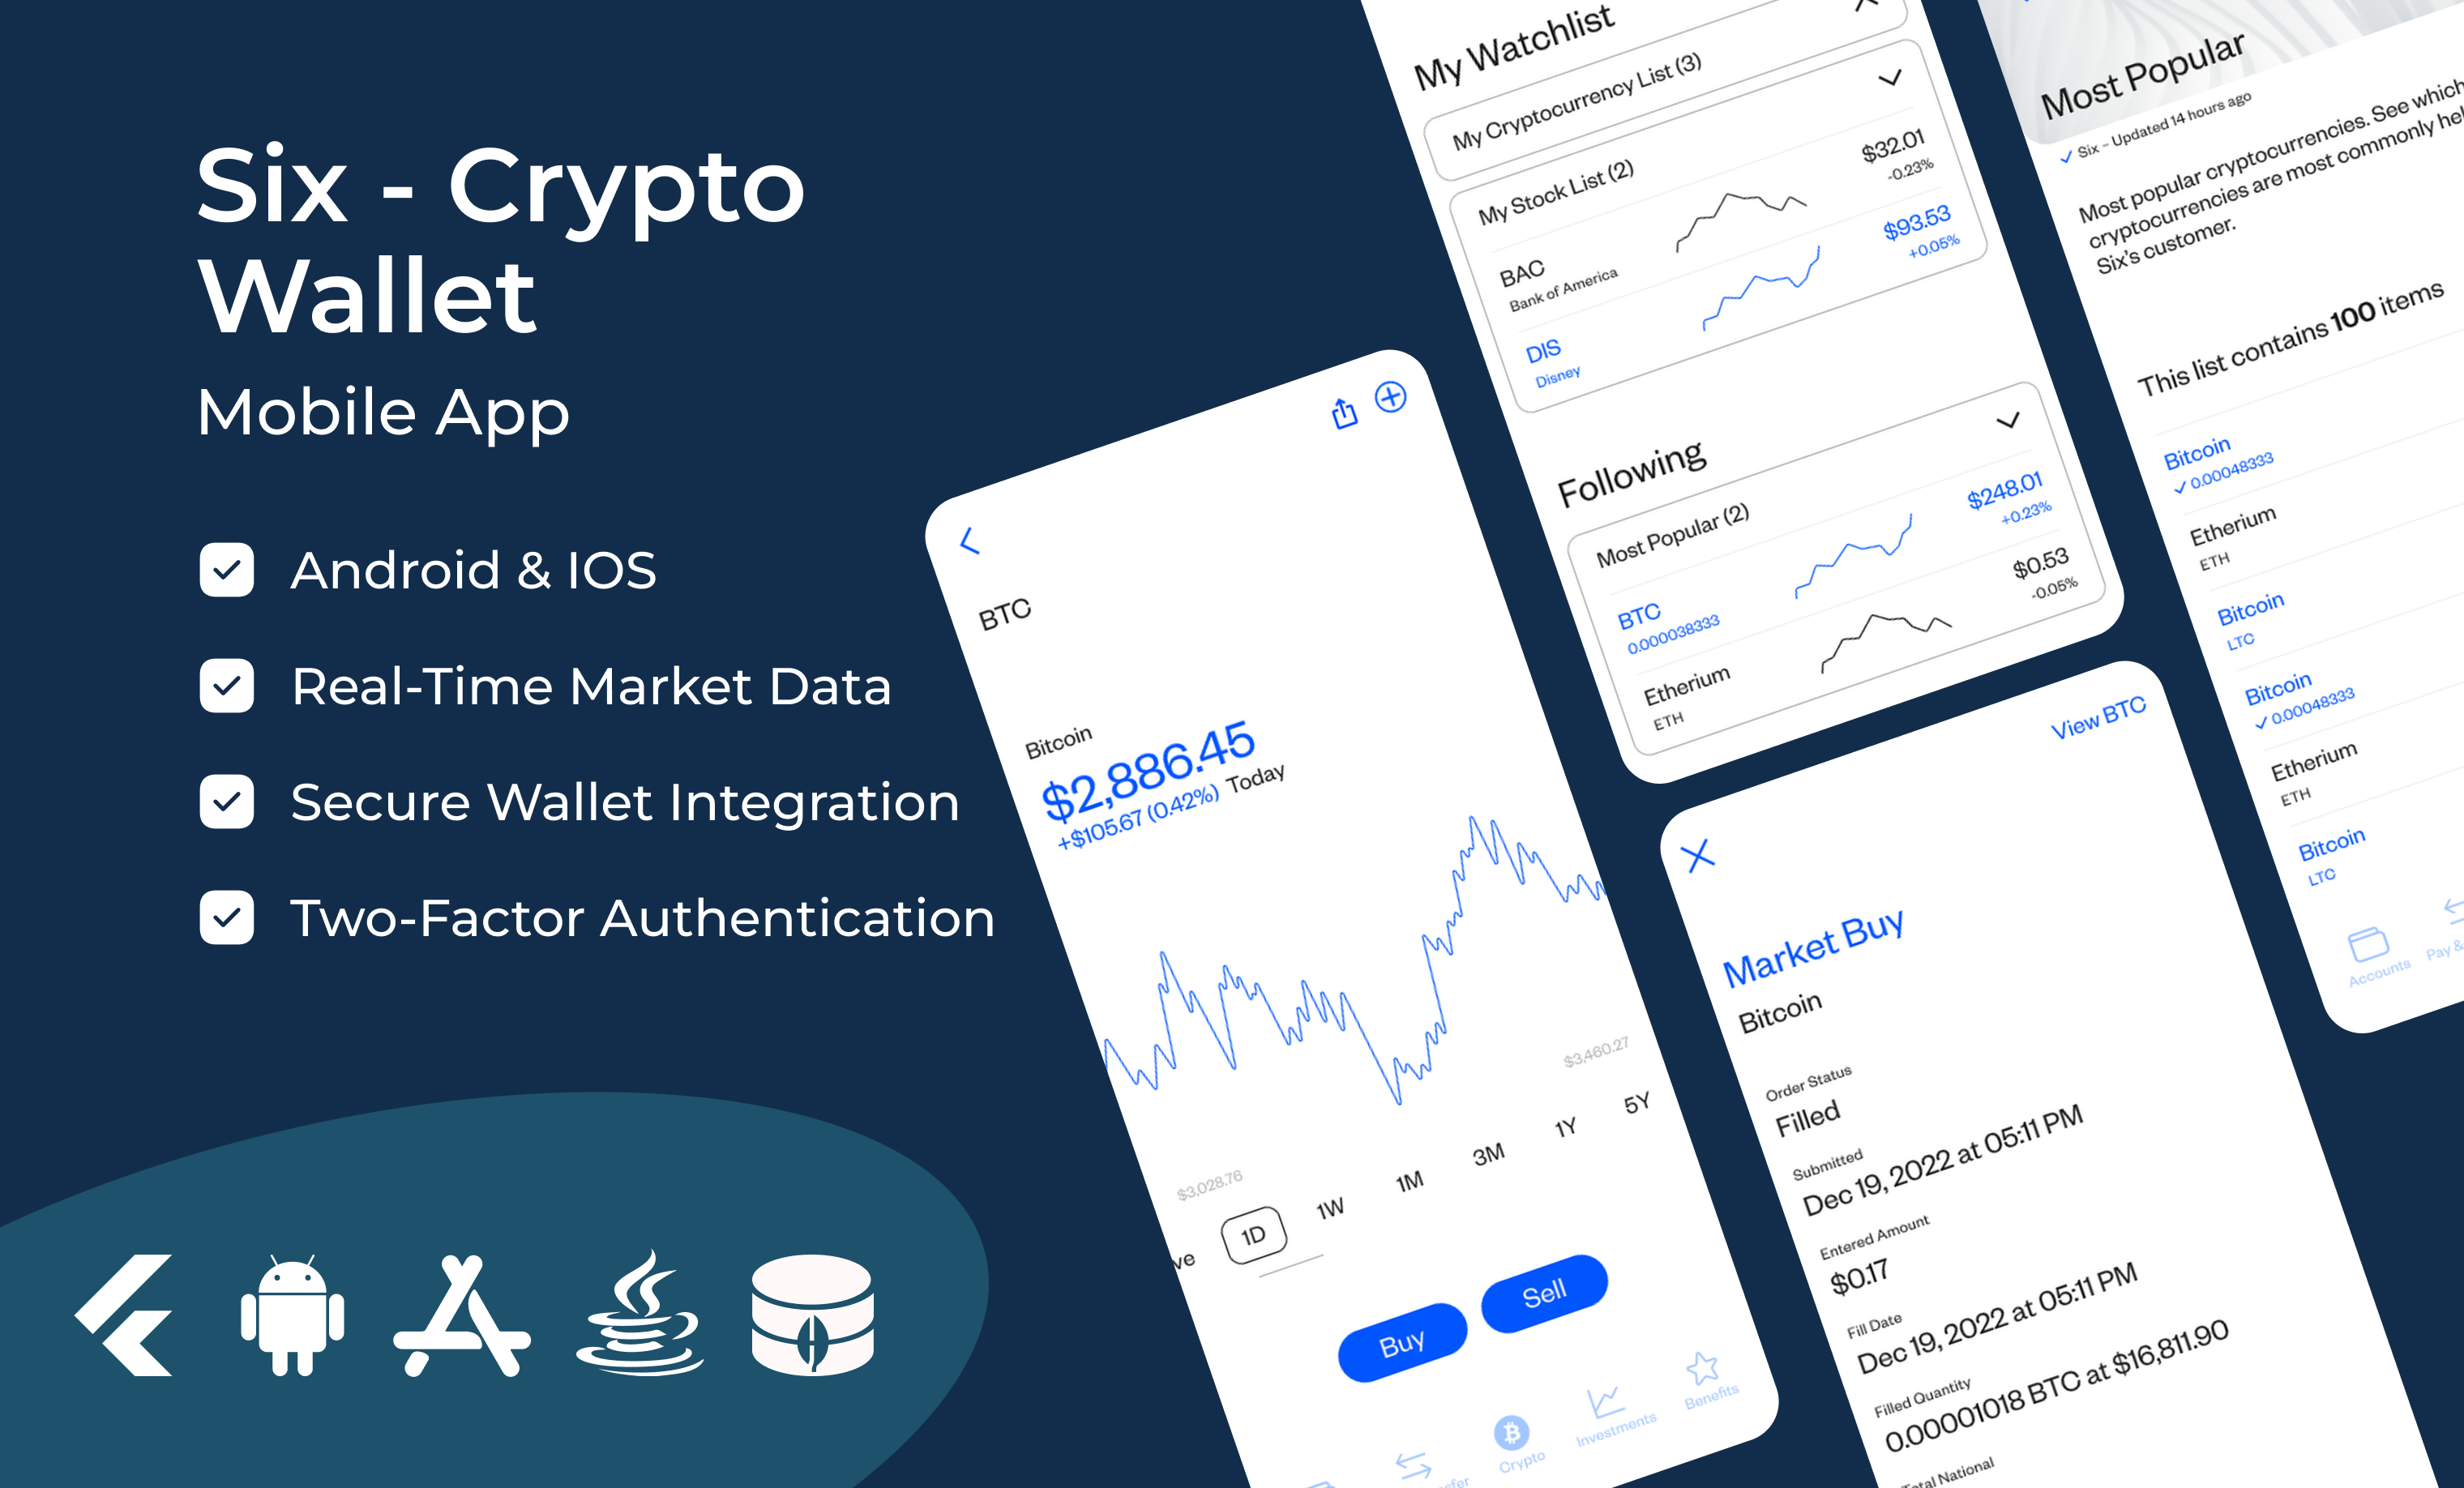 Six - Crypto
Wallet
Mobile App
Android & IOS
Real-Time Market Data
Secure Wallet Integration
Two-Factor Authentication
BTC
Bitcoin
$2,886.45
+$105.67 (0.42%) Today
$3,460.27
$3,028.76
1D
1W
1M
3M
1Y
5Y
Buy
Sell
Crypto
Investments
Benefits
My Watchlist
My Cryptocurrency List (3)
My Stock List (2)
BAC
Bank of America
$32.01
-0.23%
DIS
Disney
$93.53
+0.05%
Following
Most Popular (2)
BTC
0.000038333
$248.01
+0.23%
Etherium
ETH
$0.53
-0.05%
View BTC
Market Buy
Bitcoin
Order Status
Filled
Submitted
Dec 19, 2022 at 05:11 PM
Entered Amount
$0.17
Fill Date
Dec 19, 2022 at 05:11 PM
Filled Quantity
0.00001018 BTC at $16,811.90
Total National
Most Popular
Six - Updated 14 hours ago
Most popular cryptocurrencies. See which
cryptocurrencies are most commonly
Six's customer.
This list contains 100 items
Bitcoin
0.00048333
Etherium
ETH
Bitcoin
LTC
Bitcoin
0.00048333
Etherium
ETH
Bitcoin
LTC
Accounts
Pay &